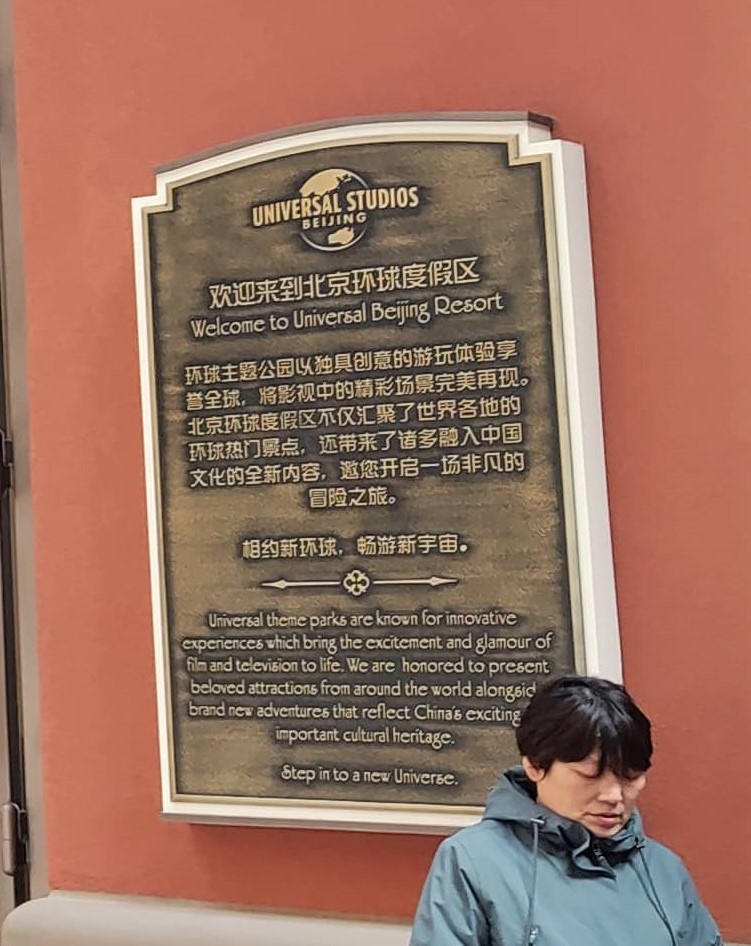 UNIVERSAL STUDIOS
BEIJING
欢迎来到北京环球度假区
Welcome to Universal Beijing Resort
环球主题公园以独具创意的游玩体验享
誉全球，将影视中的精彩场景完美再现。
北京环球度假区不仅汇聚了世界各地的
环球热门景点，还带来了诸多融入中国
文化的全新内容，邀您开启一场非凡的
冒险之旅。
相约新环球，畅游新宇宙。
Universal theme parks are known for innovative
experiences which bring the excitement and glamour of
film and television to life. We are honored to present
beloved attractions from around the world
brand new adventures that reflect China's exciting
important cultural heritage.
Step in to a new Universe.